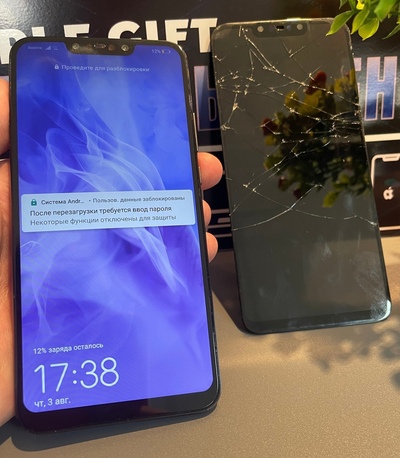 GIFT
12%
Проведите для разблокировки
Система Andr... • Пользов. данные заблокированы
После перезагрузки требуется ввод пароля
Некоторые функции отключены для защиты
12% заряда осталось
17:38
чт, 3 авг.